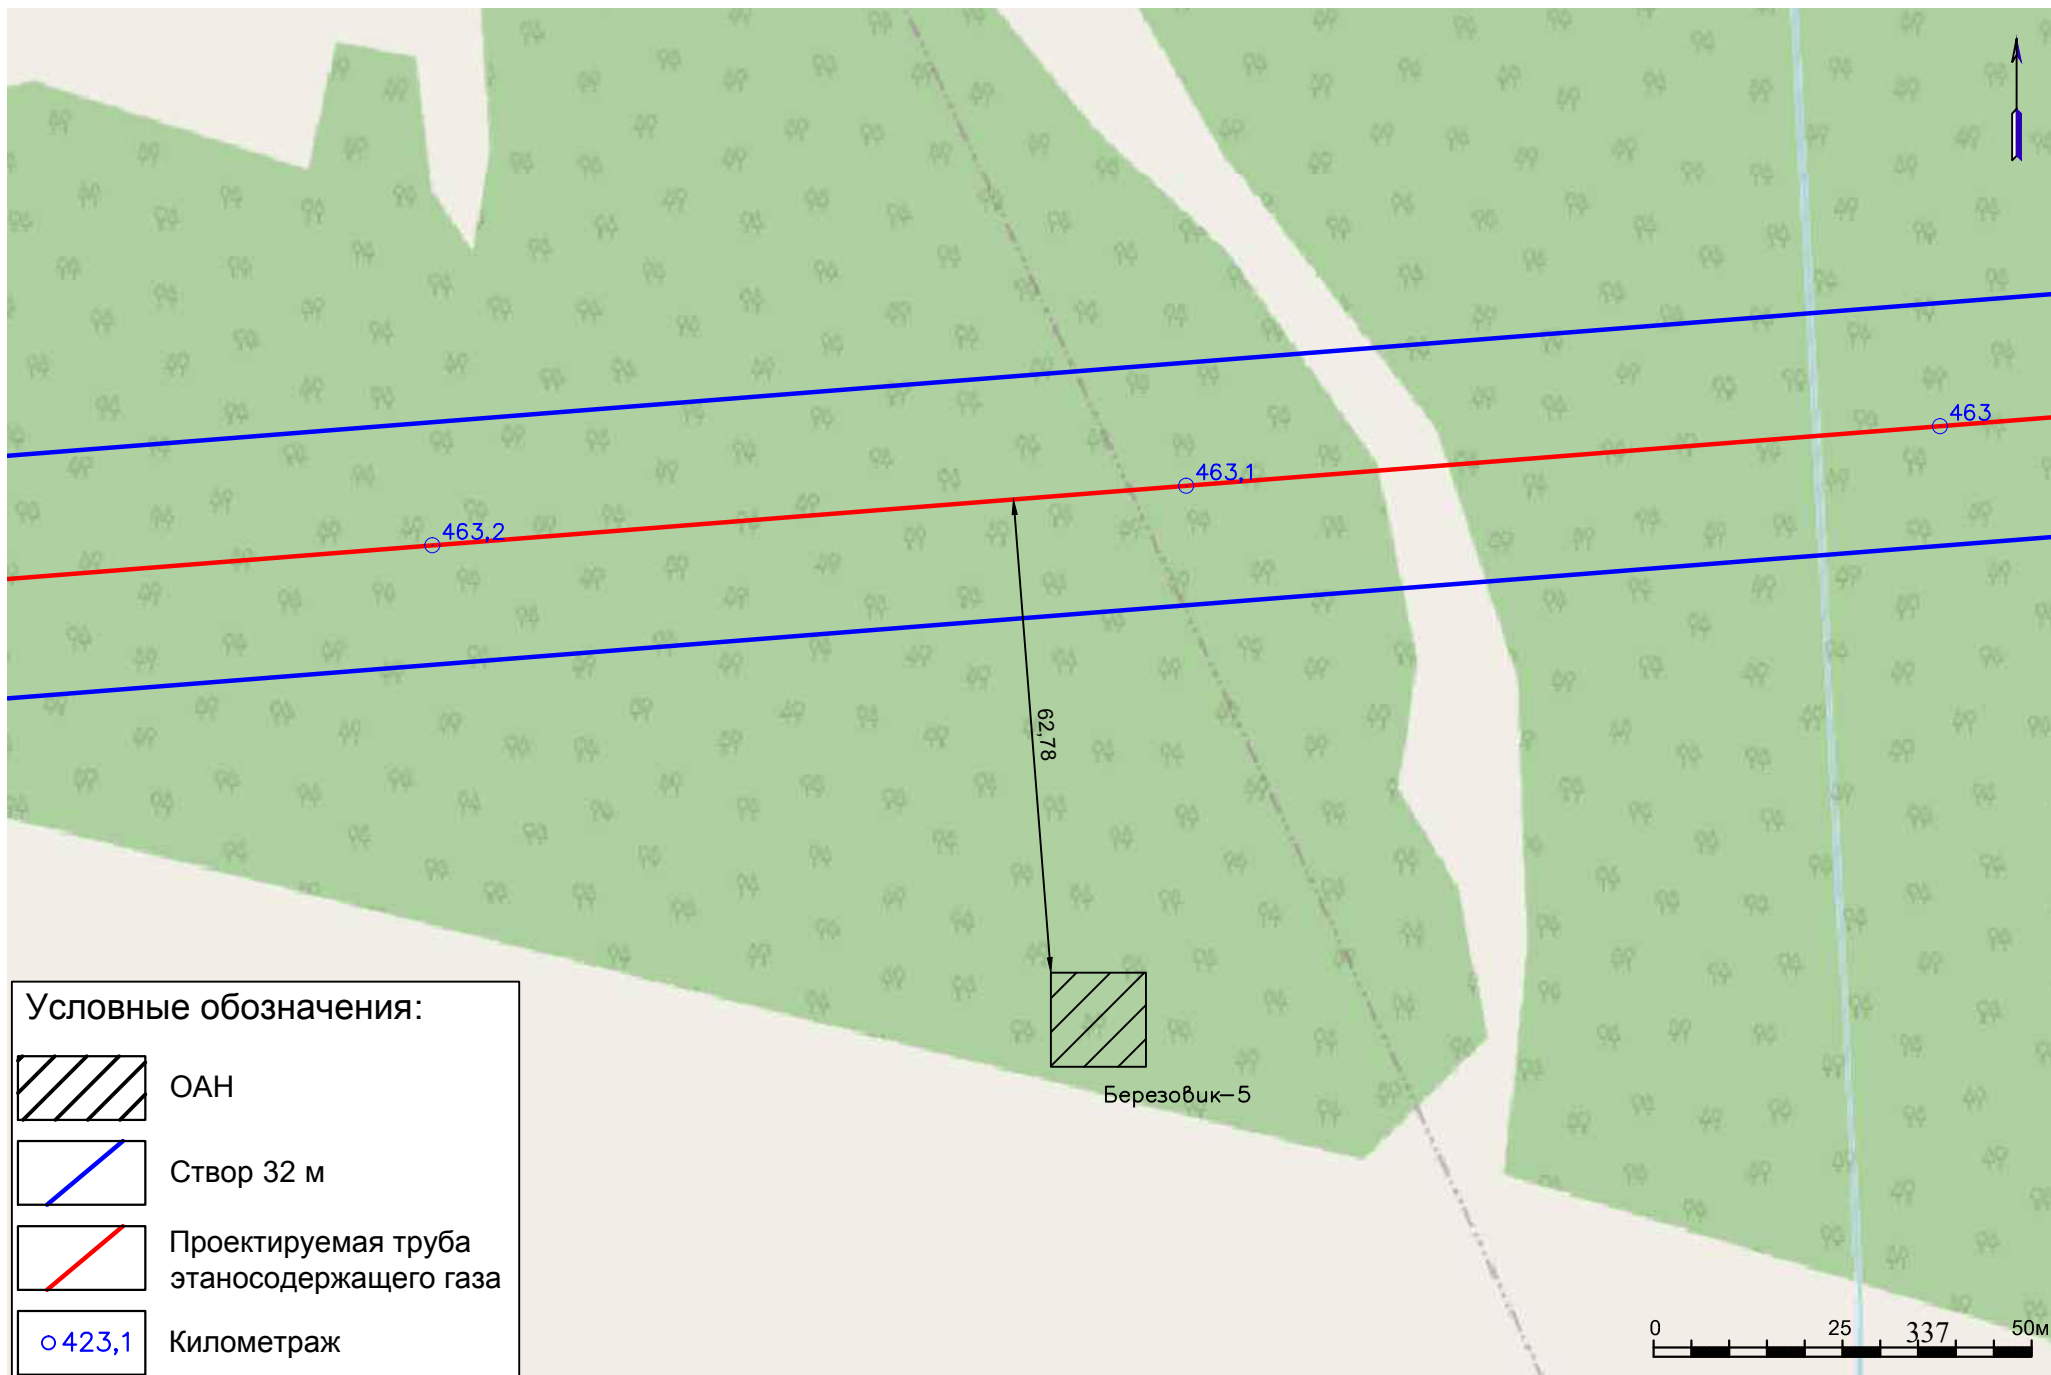 463
463,1
463,2
62,78
Березовик-5
Условные обозначения:
ОАН
Створ 32 м
Проектируемая труба
этаносодержащего газа
423,1
Километраж
0 25 50м
337